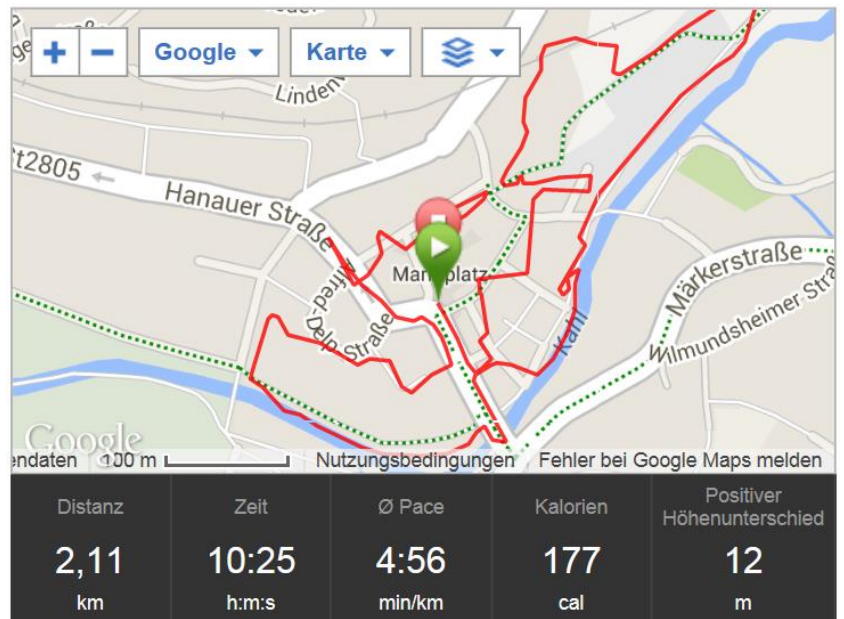 + − Google Karte
Linden
St2805
Hanauer Straße
Alfred-
Delp
Straße
Marktplatz
Märkerstraße
Wilmundsheimer Straß
Kahl
Google
endaten 100 m Nutzungsbedingungen Fehler bei Google Maps melden
Distanz Zeit Ø Pace Kalorien Positiver
Höhenunterschied
2,11 10:25 4:56 177 12
km h:m:s min/km cal m